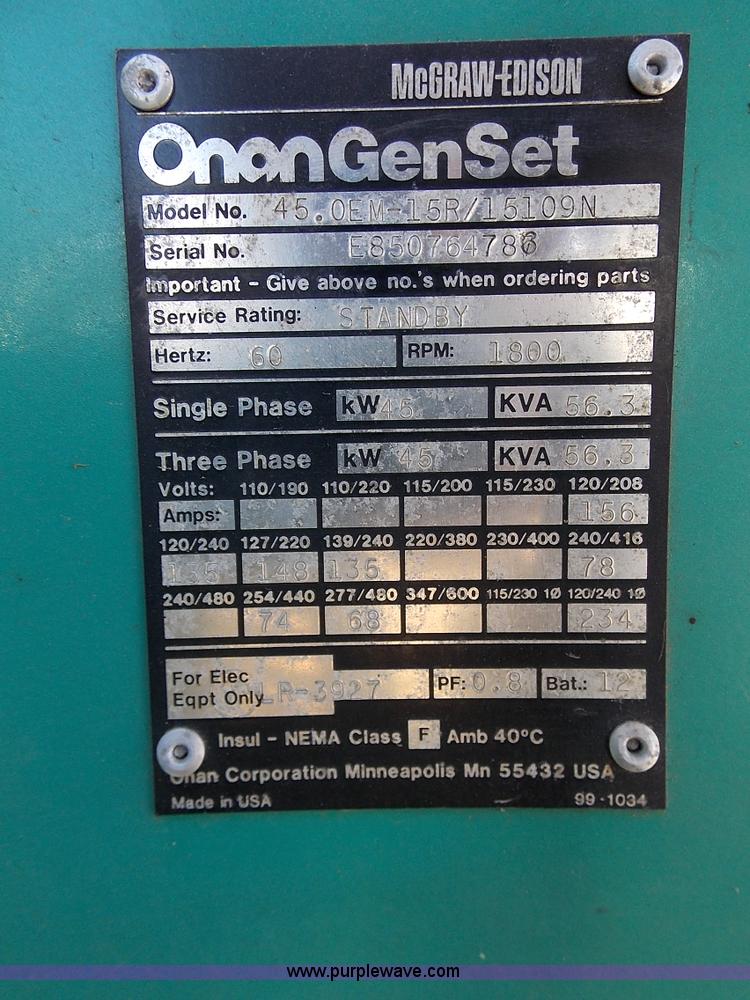 McGRAW-EDISON
Onan GenSet
Model No. 45.0EM-15R/15109N
Serial No. E850764786
Important - Give above no.'s when ordering parts
Service Rating: STANDBY
Hertz: 60 RPM: 1800
Single Phase kW 45 KVA 56.3
Three Phase kW 45 KVA 56.3
Volts: 110/190 110/220 115/200 115/230 120/208
Amps: 156
120/240 127/220 139/240 220/380 230/400 240/416
135 148 135 78
240/480 254/440 277/480 347/600 115/230 1Ø 120/240 1Ø
74 68 234
For Elec
Eqpt Only LR-3927 PF: 0.8 Bat.: 12
Insul - NEMA Class F Amb 40°C
Onan Corporation Minneapolis Mn 55432 USA
Made in USA 99-1034
www.purplewave.com